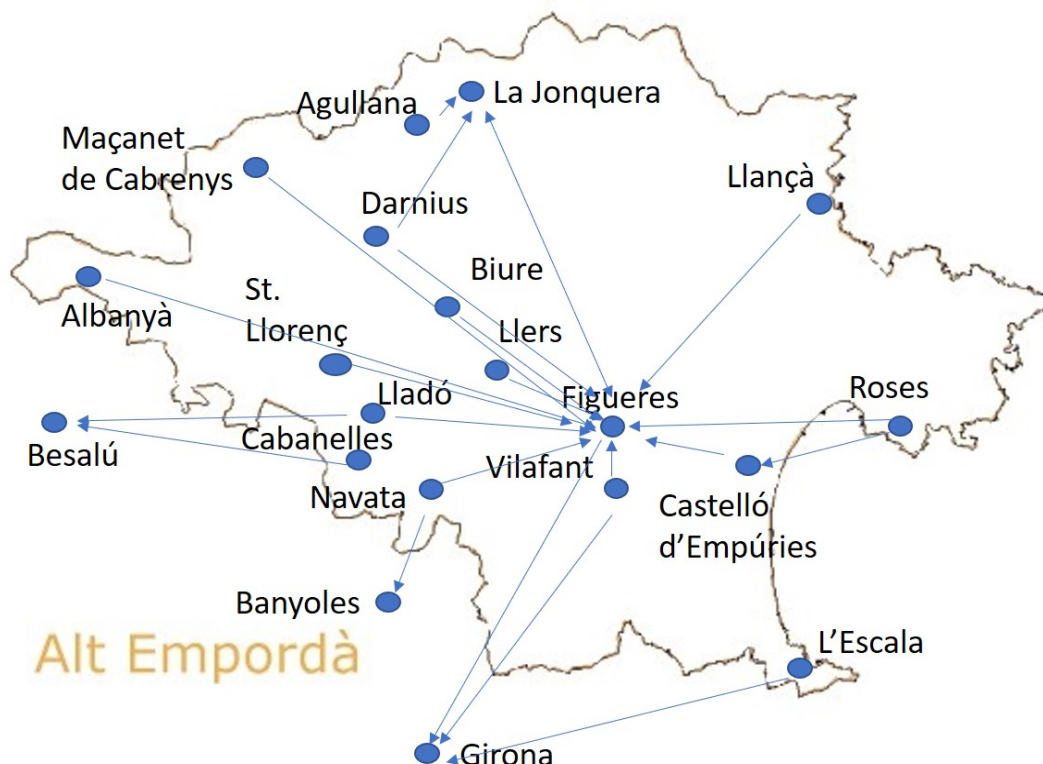 Agullana
La Jonquera
Maçanet
de Cabrenys
Llançà
Darnius
Biure
St.
Llorenç
Albanyà
Llers
Lladó
Figueres
Roses
Besalú
Cabanelles
Vilafant
Navata
Castelló
d'Empúries
Banyoles
Alt Empordà
L'Escala
Girona